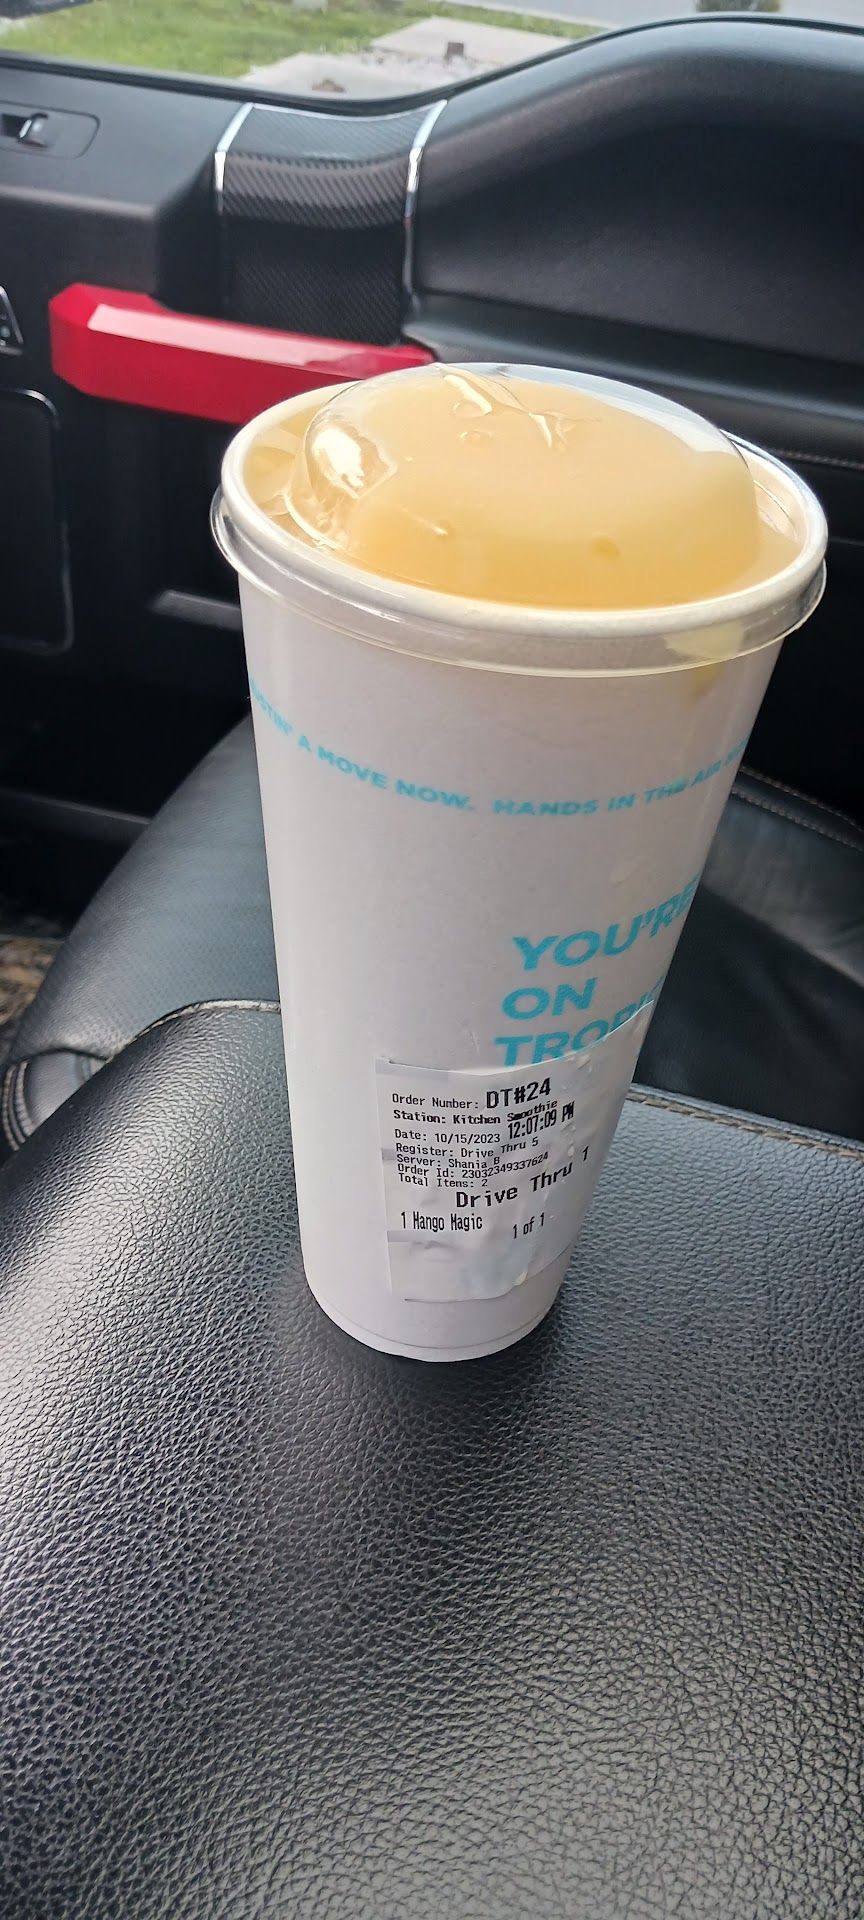 A MOVE NOW. HANDS IN THE AIR
YOU'RE
ON
Order Number: DT#24
Station: Kitchen Smoothie
Date: 10/15/2023 12:07:09 PM
Register: Drive Thru 5
Server: Shania B
Order Id: 23032349337624
Total Items: 2
Drive Thru 1
1 Mango Magic
1 of 1